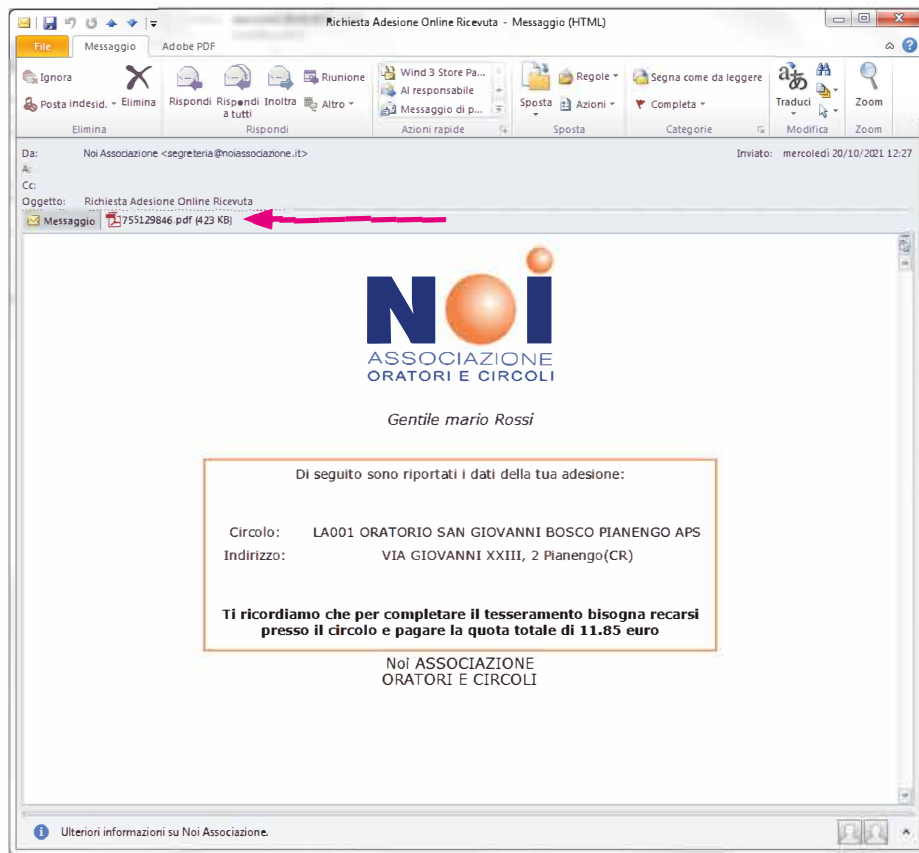 Richiesta Adesione Online Ricevuta - Messaggio (HTML)
File Messaggio Adobe PDF
Ignora
Posta indesid. Elimina
Rispondi Rispondi a tutti Inoltra
Riunione
Altro
Wind 3 Store Pa...
Al responsabile
Messaggio di p...
Sposta
Regole
Azioni
Segna come da leggere
Completa
Traduci
Zoom
Elimina Rispondi Azioni rapide Sposta Categorie Modifica Zoom
Da: Noi Associazione <segreteria@noiassociazione.it> Inviato: mercoledì 20/10/2021 12:27
A:
Cc:
Oggetto: Richiesta Adesione Online Ricevuta
Messaggio 755129846.pdf (423 KB)
NOi
ASSOCIAZIONE
ORATORI E CIRCOLI
Gentile mario Rossi
Di seguito sono riportati i dati della tua adesione:
Circolo: LA001 ORATORIO SAN GIOVANNI BOSCO PIANENGO APS
Indirizzo: VIA GIOVANNI XXIII, 2 Pianengo(CR)
Ti ricordiamo che per completare il tesseramento bisogna recarsi
presso il circolo e pagare la quota totale di 11.85 euro
Noi ASSOCIAZIONE
ORATORI E CIRCOLI
Ulteriori informazioni su Noi Associazione.